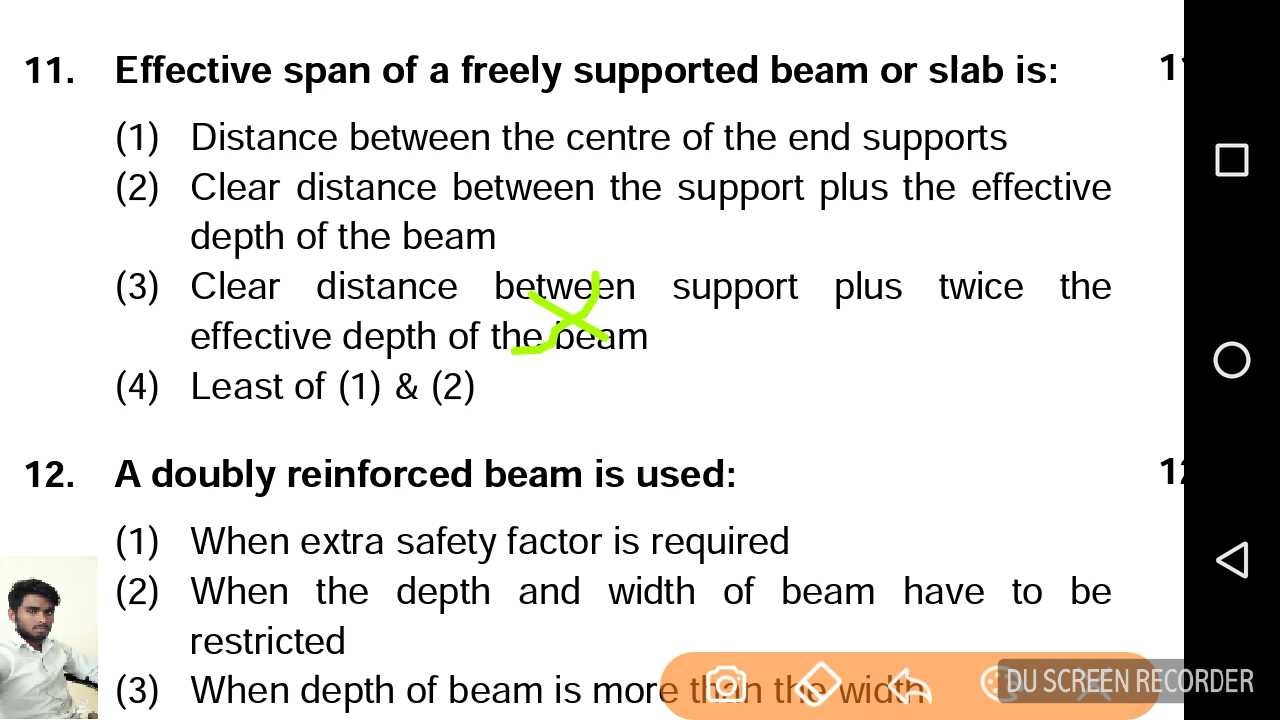 11. Effective span of a freely supported beam or slab is:
(1) Distance between the centre of the end supports
(2) Clear distance between the support plus the effective
depth of the beam
(3) Clear distance between support plus twice the
effective depth of the beam
(4) Least of (1) & (2)
12. A doubly reinforced beam is used:
(1) When extra safety factor is required
(2) When the depth and width of beam have to be
restricted
(3) When depth of beam is more than the width
DU SCREEN RECORDER